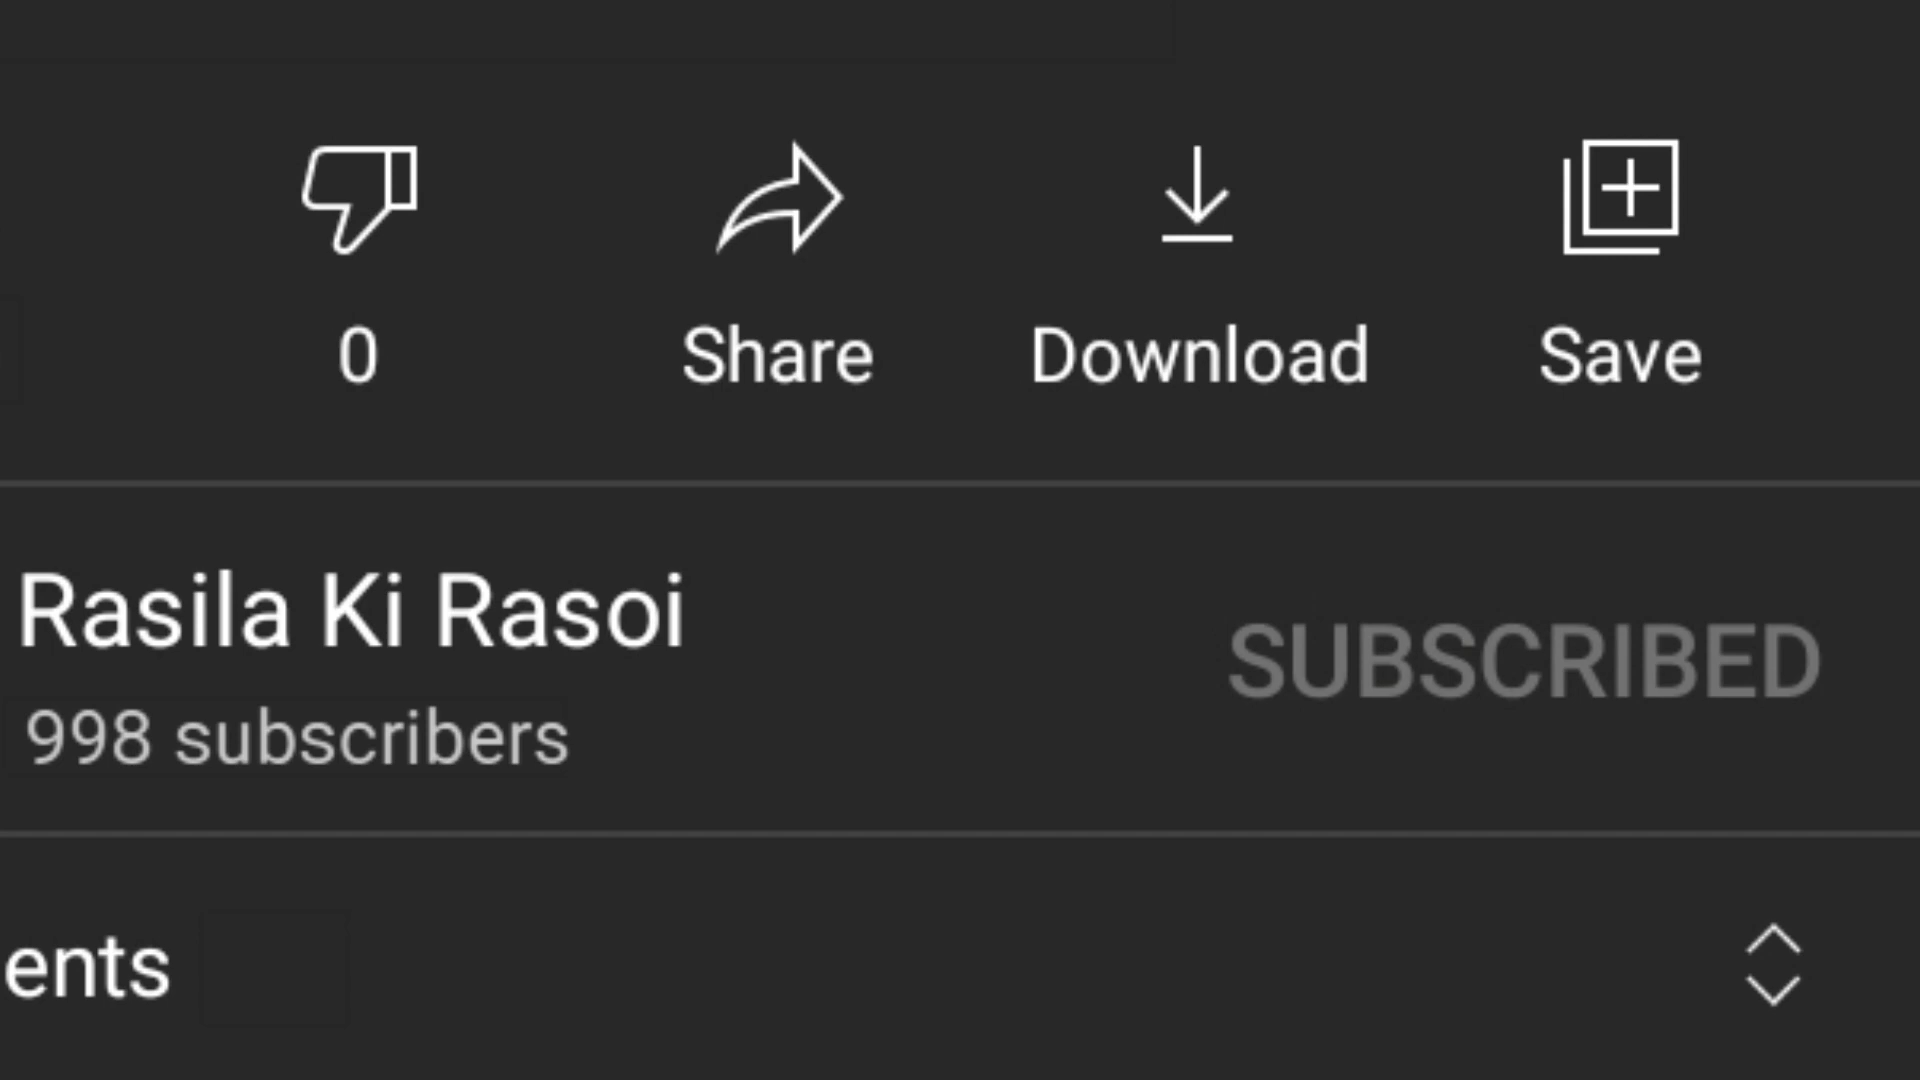 0 Share Download Save
Rasila Ki Rasoi
SUBSCRIBED
998 subscribers
ents